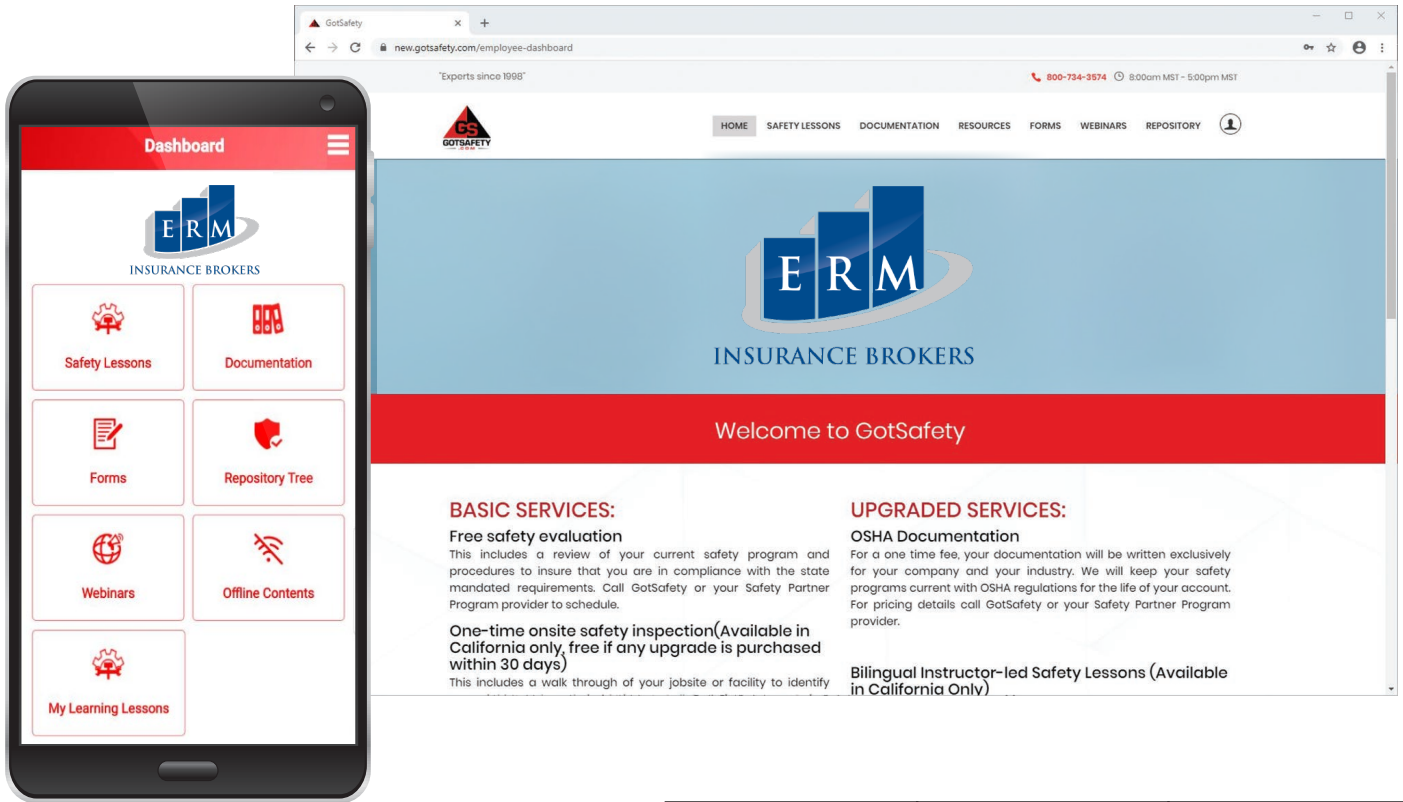 GotSafety
new.gotsafety.com/employee-dashboard
"Experts since 1998"
800-734-3574 8:00am MST - 5:00pm MST
GS
GOTSAFETY
.COM
HOME SAFETY LESSONS DOCUMENTATION RESOURCES FORMS WEBINARS REPOSITORY
ERM
INSURANCE BROKERS
Welcome to GotSafety
BASIC SERVICES:
Free safety evaluation
This includes a review of your current safety program and
procedures to insure that you are in compliance with the state
mandated requirements. Call GotSafety or your Safety Partner
Program provider to schedule.
One-time onsite safety inspection(Available in
California only, free if any upgrade is purchased
within 30 days)
This includes a walk through of your jobsite or facility to identify
UPGRADED SERVICES:
OSHA Documentation
For a one time fee, your documentation will be written exclusively
for your company and your industry. We will keep your safety
programs current with OSHA regulations for the life of your account.
For pricing details call GotSafety or your Safety Partner Program
provider.
Bilingual Instructor-led Safety Lessons (Available
in California Only)
Dashboard
ERM
INSURANCE BROKERS
Safety Lessons
Documentation
Forms
Repository Tree
Webinars
Offline Contents
My Learning Lessons